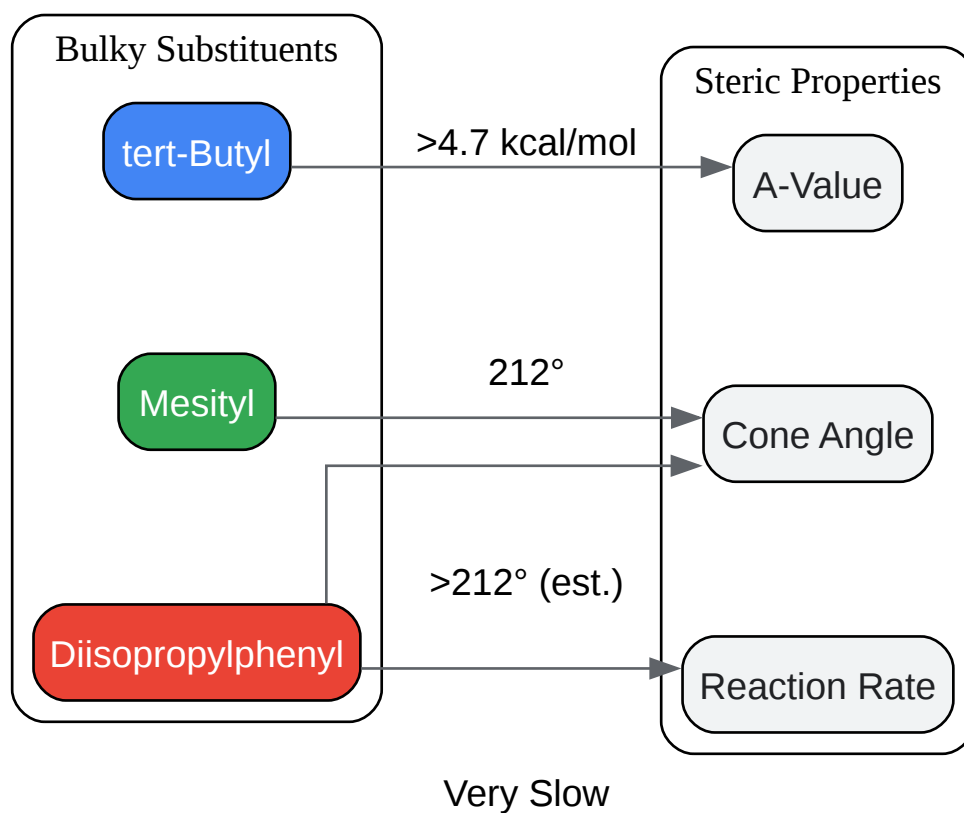 Bulky Substituents
Steric Properties
tert-Butyl
>4.7 kcal/mol
A-Value
Mesityl
212°
Cone Angle
>212° (est.)
Diisopropylphenyl
Reaction Rate
Very Slow